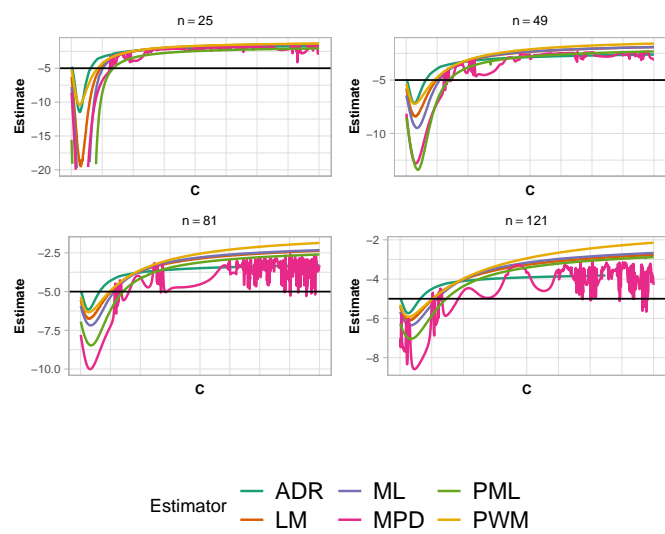 n = 25
Estimate
−5
−10
−15
−20
C
n = 49
Estimate
−5
−10
C
n = 81
Estimate
−2.5
−5.0
−7.5
−10.0
C
n = 121
Estimate
−2
−4
−6
−8
C
Estimator
ADR
ML
PML
LM
MPD
PWM